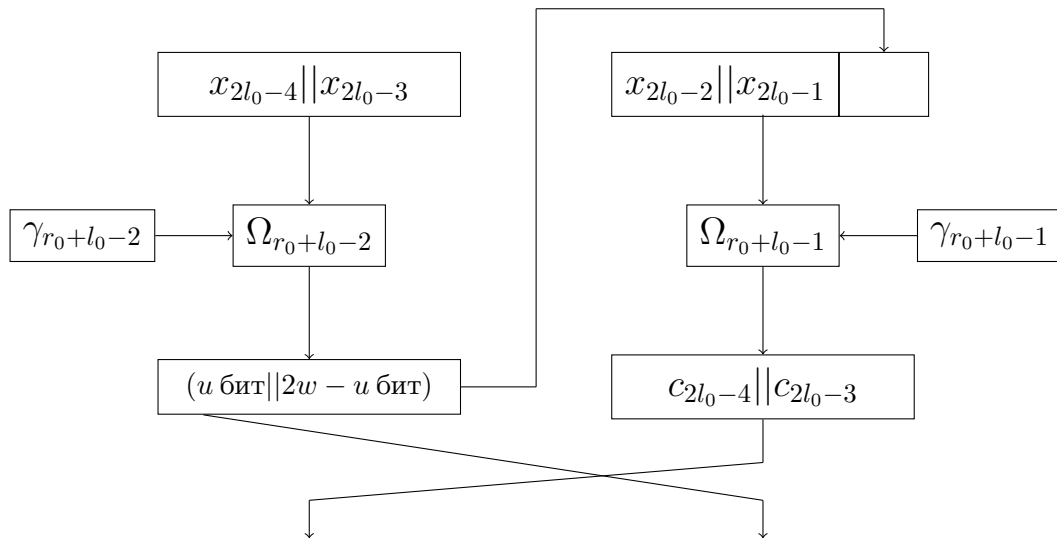 x_{2l_0-4}||x_{2l_0-3}
x_{2l_0-2}||x_{2l_0-1}
γ_{r_0+l_0-2}
Ω_{r_0+l_0-2}
Ω_{r_0+l_0-1}
γ_{r_0+l_0-1}
(u бит||2w − u бит)
c_{2l_0-4}||c_{2l_0-3}